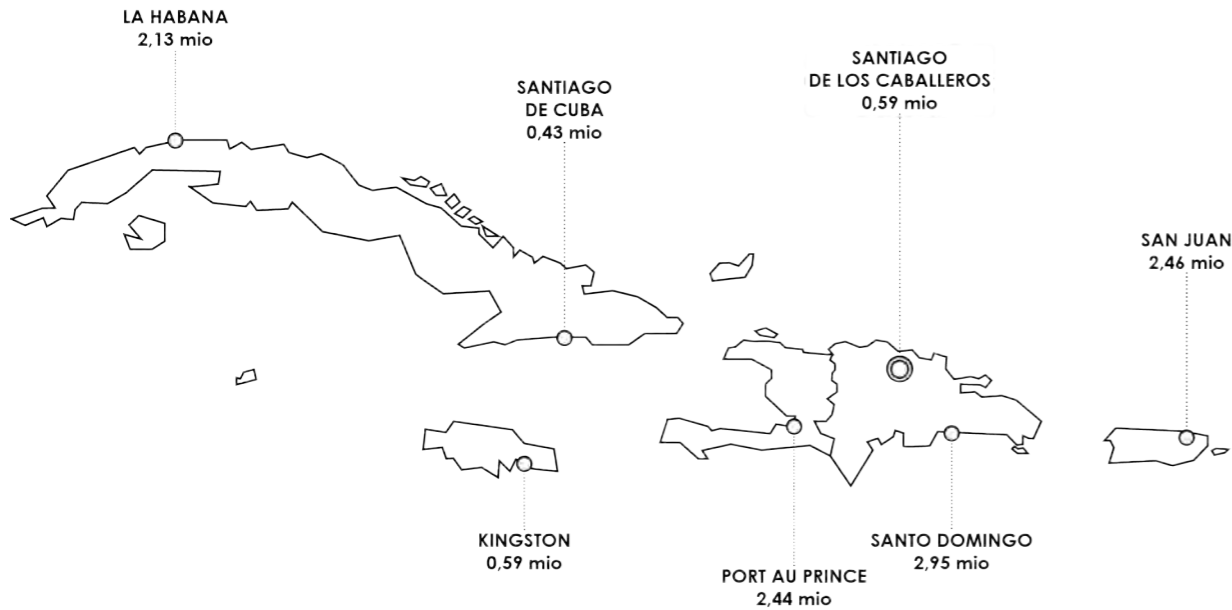 LA HABANA
2,13 mio
SANTIAGO
DE CUBA
0,43 mio
SANTIAGO
DE LOS CABALLEROS
0,59 mio
SAN JUAN
2,46 mio
KINGSTON
0,59 mio
PORT AU PRINCE
2,44 mio
SANTO DOMINGO
2,95 mio